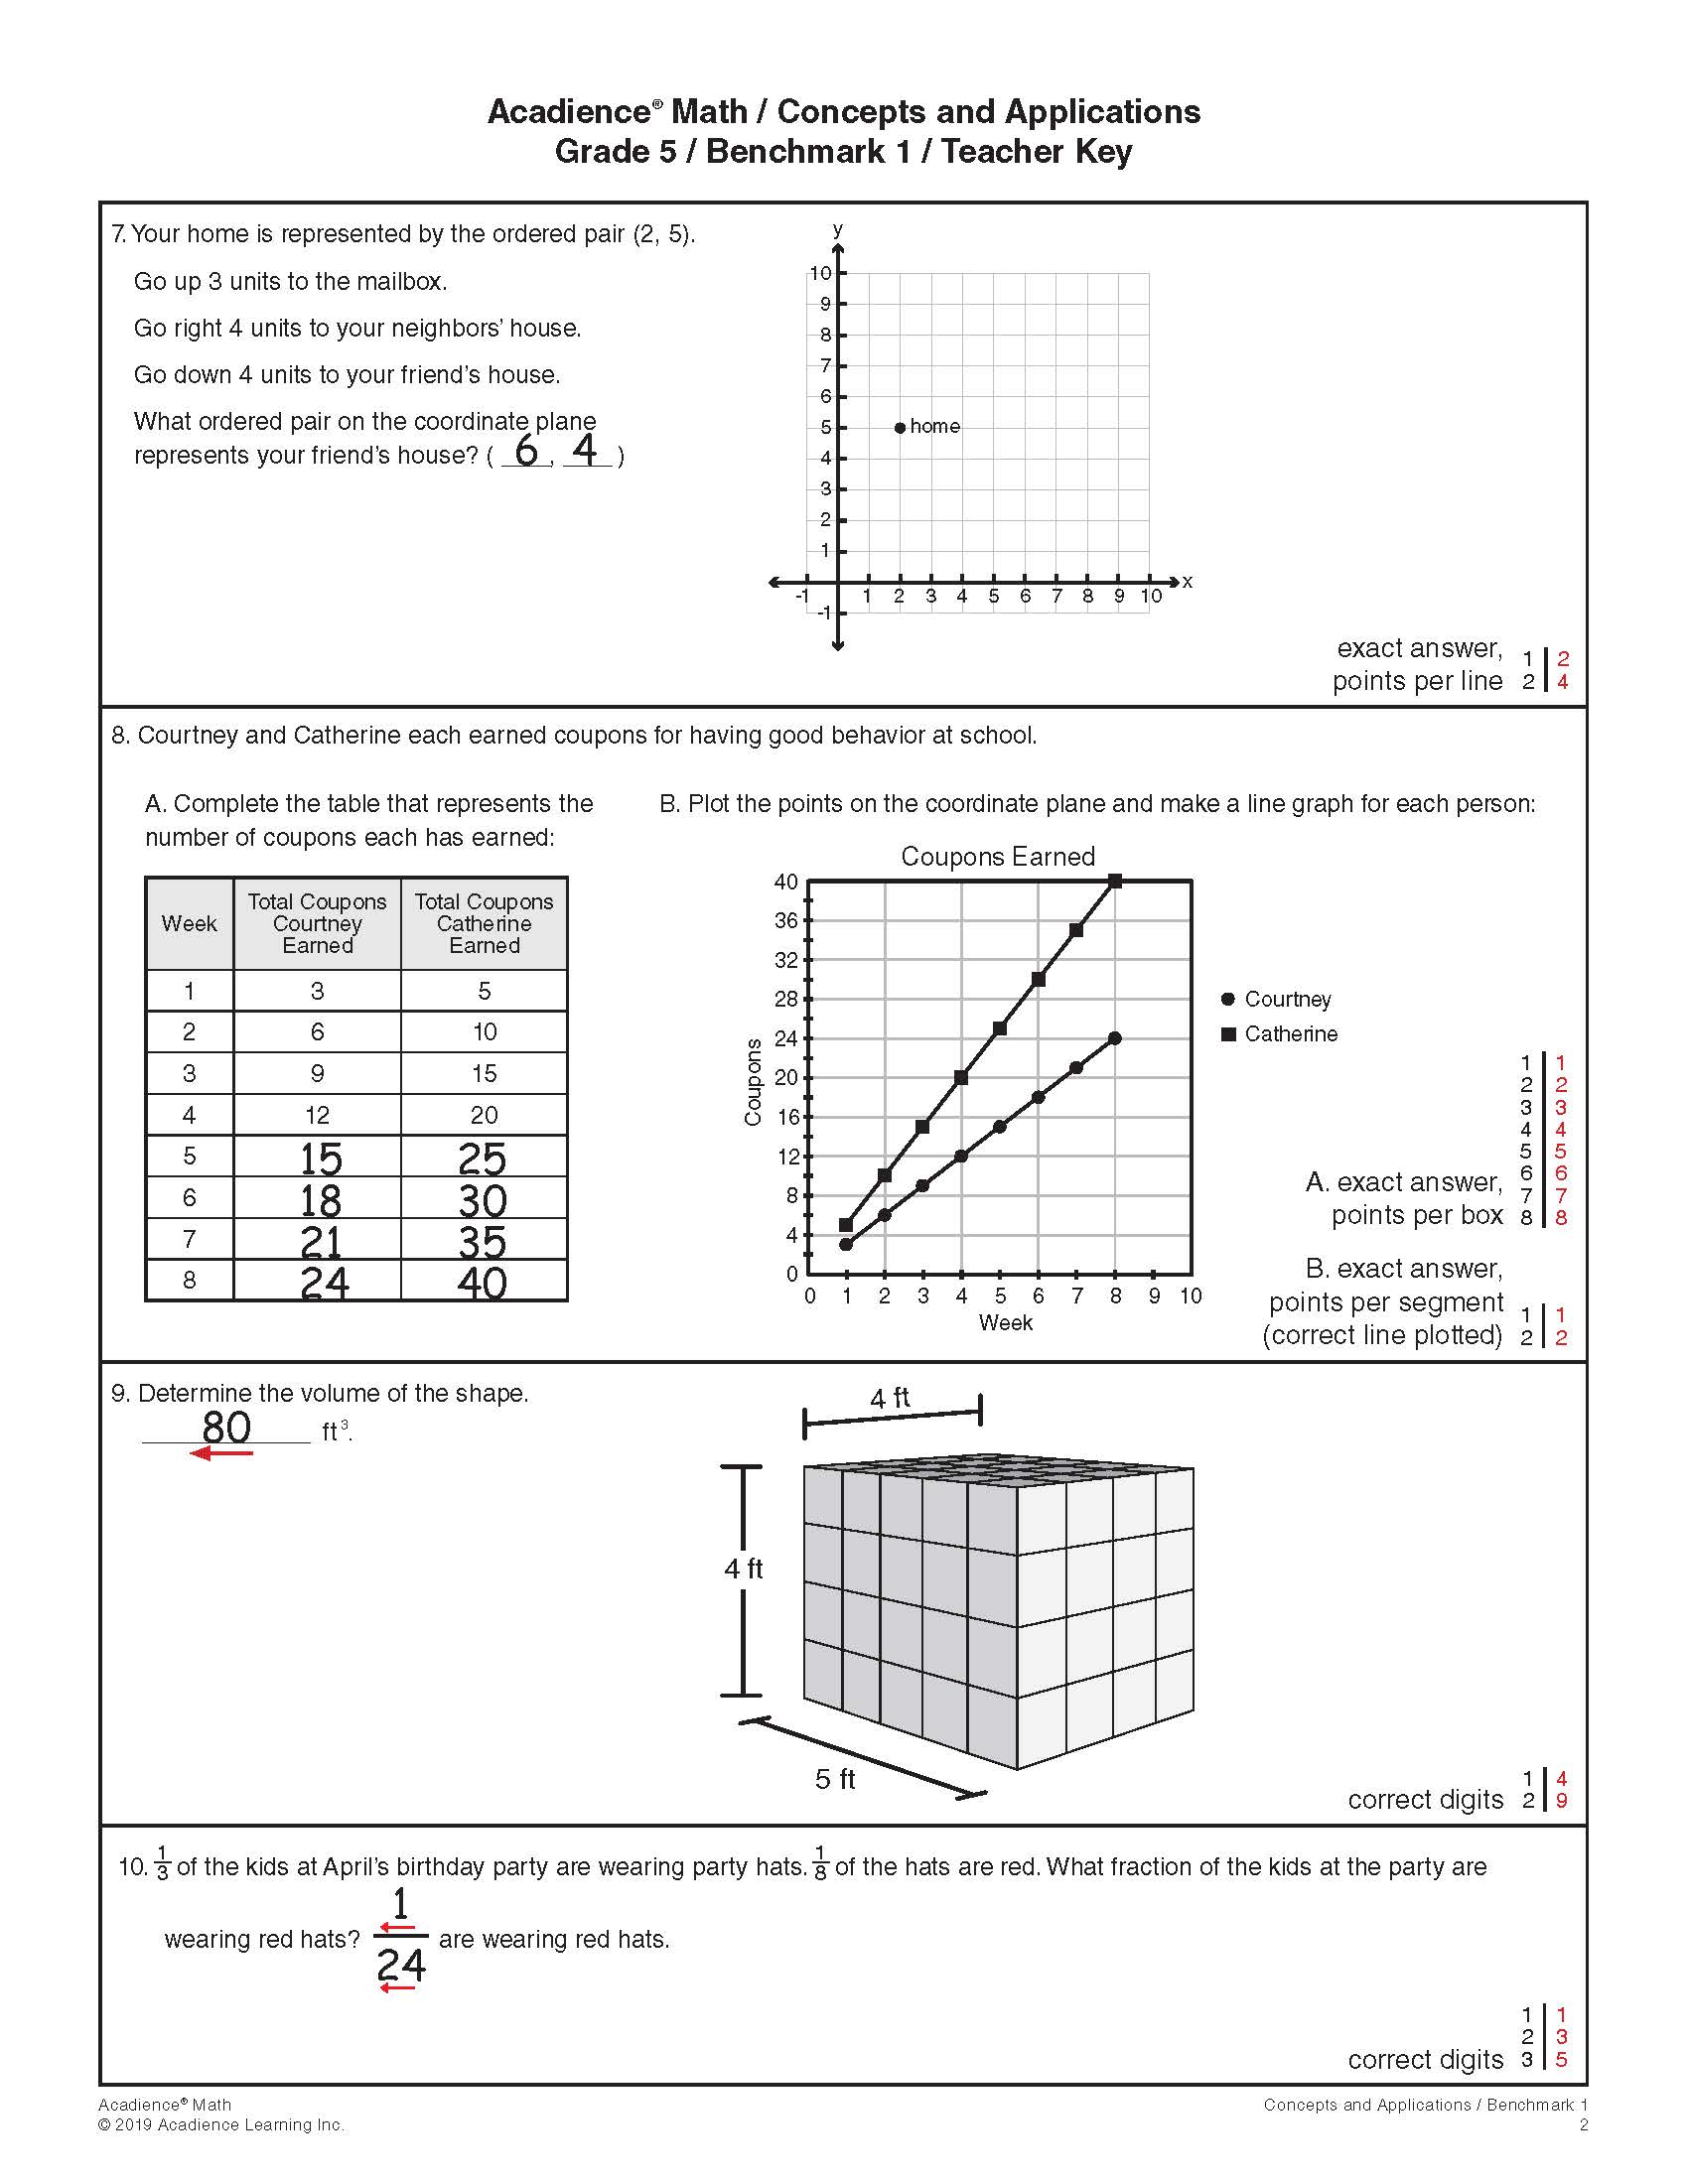 Acadience® Math / Concepts and Applications
Grade 5 / Benchmark 1 / Teacher Key
7. Your home is represented by the ordered pair (2, 5).
Go up 3 units to the mailbox.
Go right 4 units to your neighbors' house.
Go down 4 units to your friend's house.
What ordered pair on the coordinate plane
represents your friend's house? ( 6, 4 )
y
10
9
8
7
6
5
4
3
2
1
-1
home
-1 1 2 3 4 5 6 7 8 9 10
x
exact answer,
points per line
1 2
2 4
8. Courtney and Catherine each earned coupons for having good behavior at school.
A. Complete the table that represents the
number of coupons each has earned:
Week
Total Coupons
Courtney
Earned
Total Coupons
Catherine
Earned
1 3 5
2 6 10
3 9 15
4 12 20
5 15 25
6 18 30
7 21 35
8 24 40
B. Plot the points on the coordinate plane and make a line graph for each person:
Coupons Earned
Coupons
40
36
32
28
24
20
16
12
8
4
0
0 1 2 3 4 5 6 7 8 9 10
Week
Courtney
Catherine
A. exact answer,
points per box
1 1
2 2
3 3
4 4
5 5
6 6
7 7
8 8
B. exact answer,
points per segment
(correct line plotted)
1 1
2 2
9. Determine the volume of the shape.
80 ft³.
4 ft
4 ft
5 ft
correct digits
1 4
2 9
10. 1/3 of the kids at April's birthday party are wearing party hats. 1/8 of the hats are red. What fraction of the kids at the party are
wearing red hats? 1/24 are wearing red hats.
correct digits
1 1
2 3
3 5
Acadience® Math
© 2019 Acadience Learning Inc.
Concepts and Applications / Benchmark 1
2